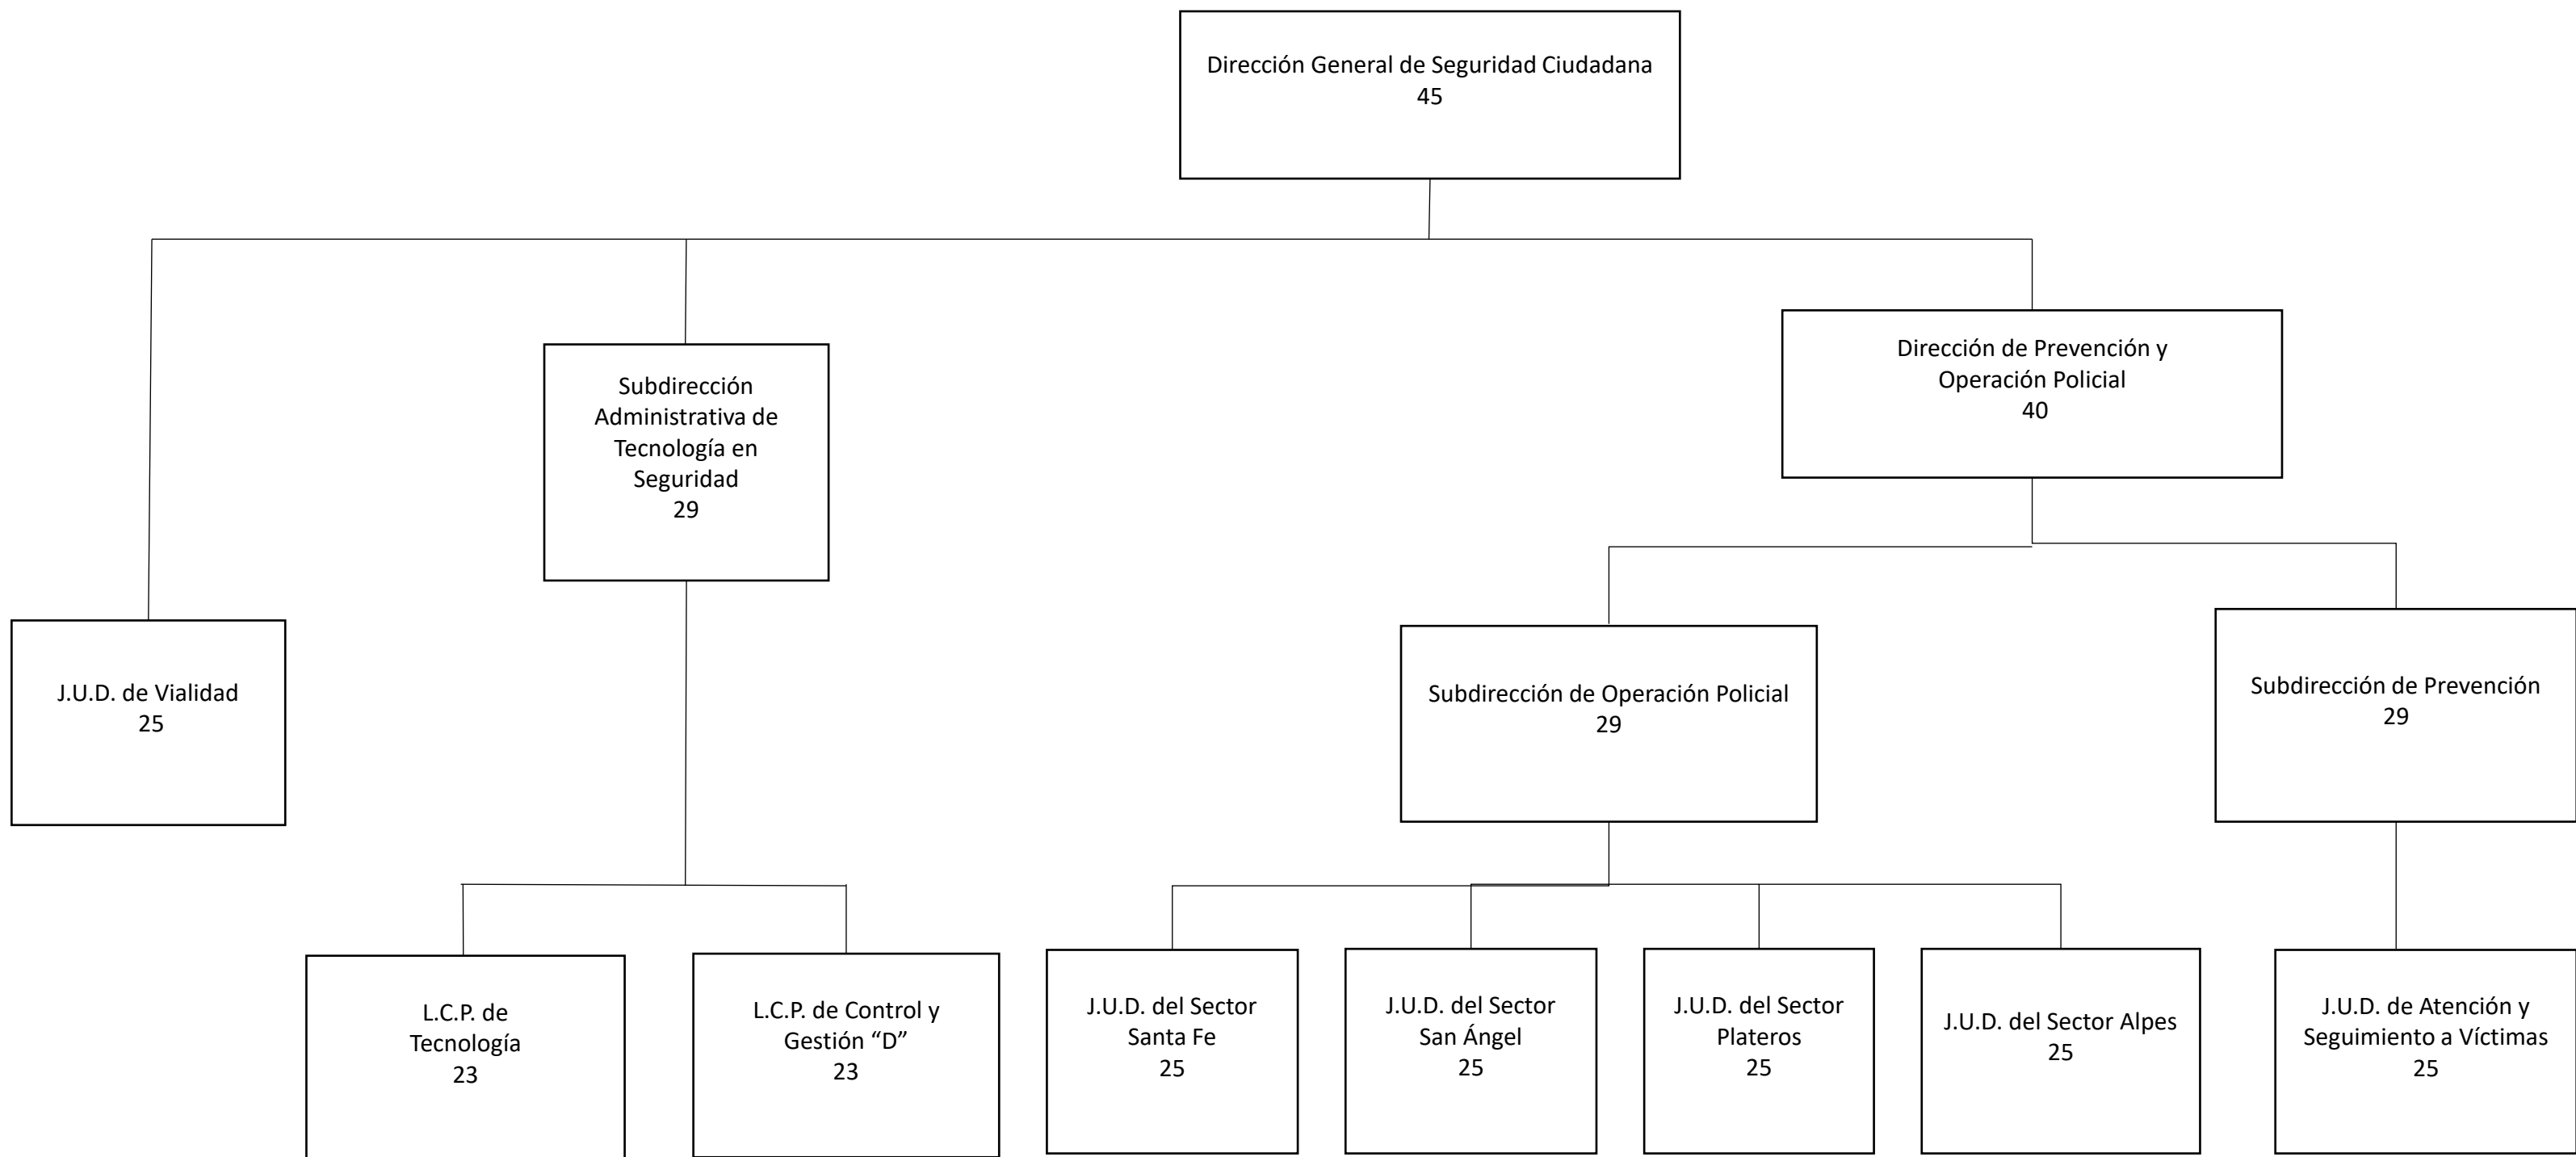 Dirección General de Seguridad Ciudadana
45
Subdirección
Administrativa de
Tecnología en
Seguridad
29
Dirección de Prevención y
Operación Policial
40
J.U.D. de Vialidad
25
Subdirección de Operación Policial
29
Subdirección de Prevención
29
L.C.P. de
Tecnología
23
L.C.P. de Control y
Gestión “D”
23
J.U.D. del Sector
Santa Fe
25
J.U.D. del Sector
San Ángel
25
J.U.D. del Sector
Plateros
25
J.U.D. del Sector Alpes
25
J.U.D. de Atención y
Seguimiento a Víctimas
25